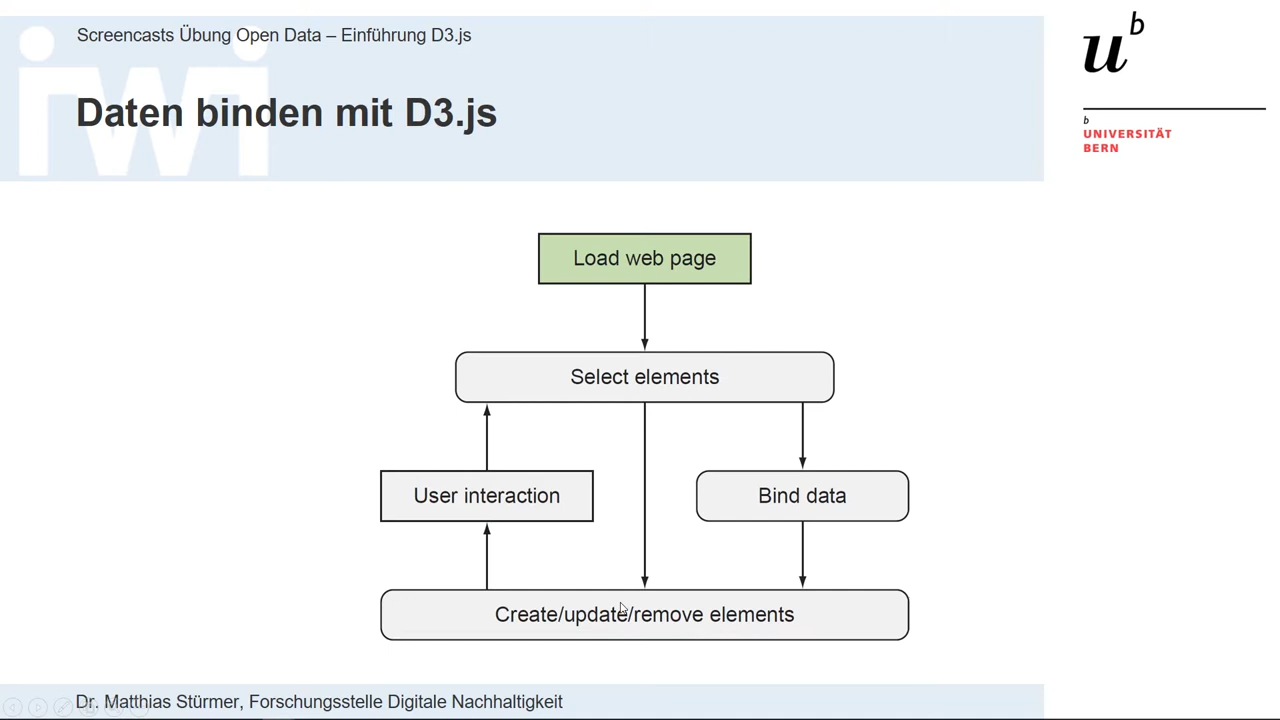 Screencasts Übung Open Data – Einführung D3.js
iwi
Daten binden mit D3.js
u
b
b
UNIVERSITÄT
BERN
Load web page
Select elements
User interaction
Bind data
Create/update/remove elements
Dr. Matthias Stürmer, Forschungsstelle Digitale Nachhaltigkeit